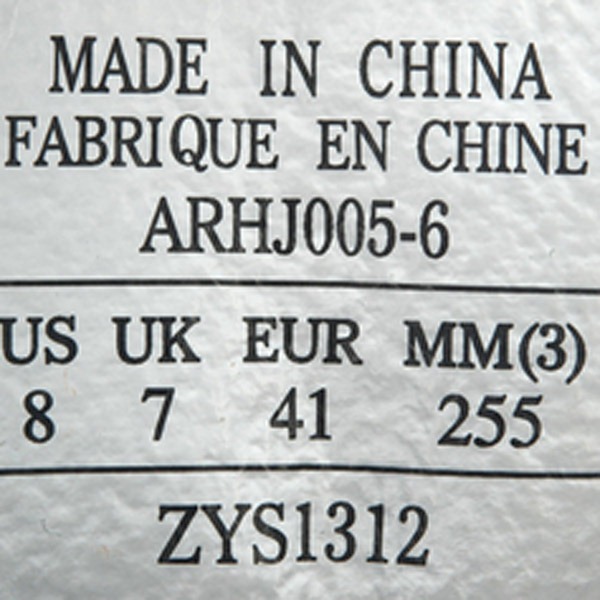 MADE IN CHINA
FABRIQUE EN CHINE
ARHJ005-6
US UK EUR MM(3)
8 7 41 255
ZYS1312